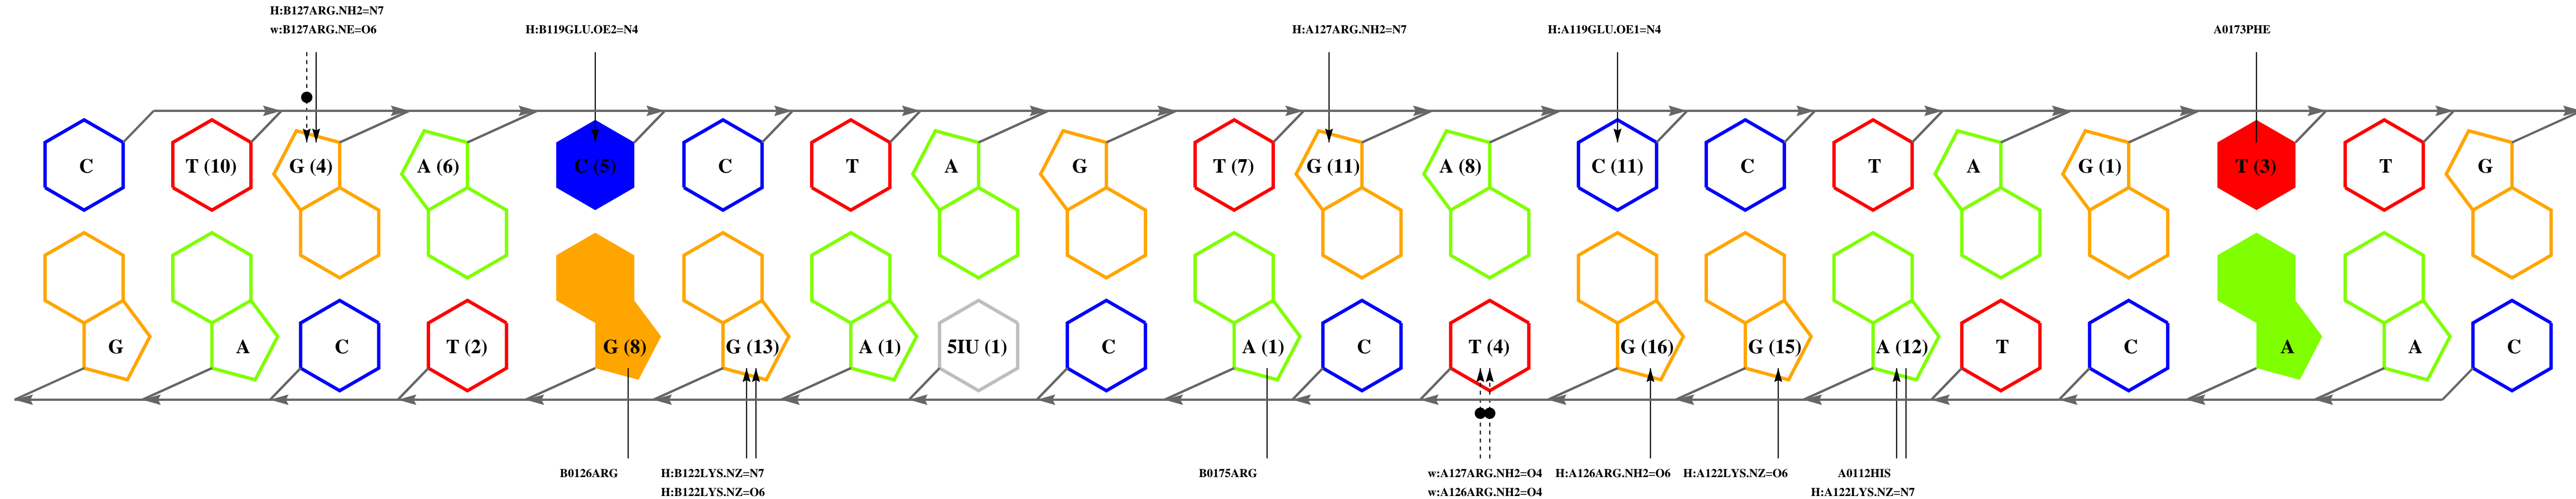 H:B127ARG.NH2=N7
w:B127ARG.NE=O6
H:B119GLU.OE2=N4
H:A127ARG.NH2=N7
H:A119GLU.OE1=N4
A0173PHE
C T (10) G (4) A (6) C (5) C T A G T (7) G (11) A (8) C (11) C T A G (1) T (3) T G
G A C T (2) G (8) G (13) A (1) 5IU (1) C A (1) C T (4) G (16) G (15) A (12) T C A A C
B0126ARG
H:B122LYS.NZ=N7
H:B122LYS.NZ=O6
B0175ARG
w:A127ARG.NH2=O4
w:A126ARG.NH2=O4
H:A126ARG.NH2=O6
H:A122LYS.NZ=O6
A0112HIS
H:A122LYS.NZ=N7